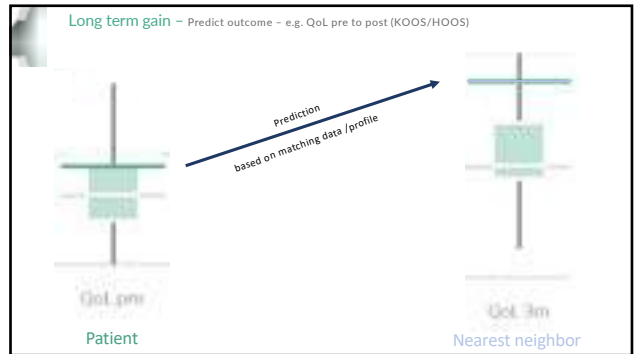 Long term gain – Predict outcome – e.g. QoL pre to post (KOOS/HOOS)
Prediction
based on matching data /profile
QoL pre
QoL 3m
Patient
Nearest neighbor